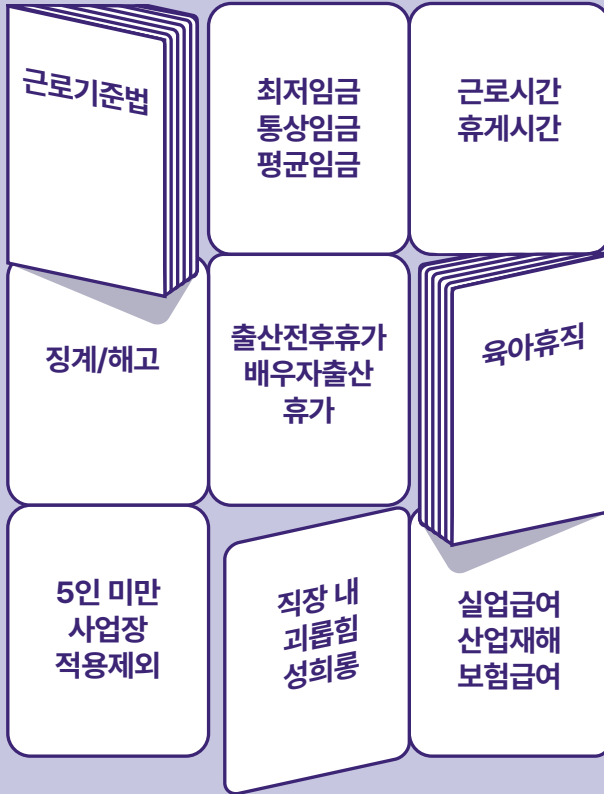 근로기준법
최저임금
통상임금
평균임금
근로시간
휴게시간
징계/해고
출산전후휴가
배우자출산
휴가
육아휴직
5인 미만
사업장
적용제외
직장 내
괴롭힘
성희롱
실업급여
산업재해
보험급여